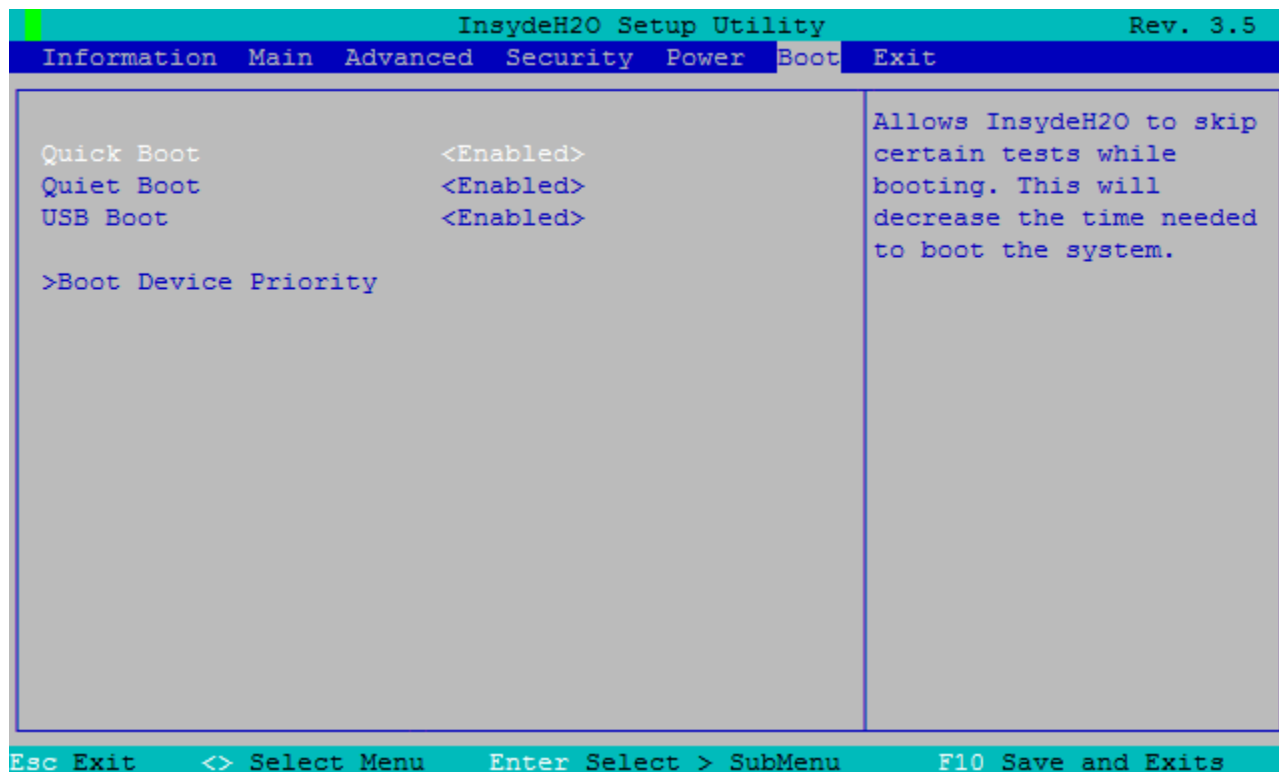 InsydeH2O Setup Utility Rev. 3.5
Information Main Advanced Security Power Boot Exit
Quick Boot <Enabled>
Quiet Boot <Enabled>
USB Boot <Enabled>
>Boot Device Priority
Allows InsydeH2O to skip
certain tests while
booting. This will
decrease the time needed
to boot the system.
Esc Exit <> Select Menu Enter Select > SubMenu F10 Save and Exits